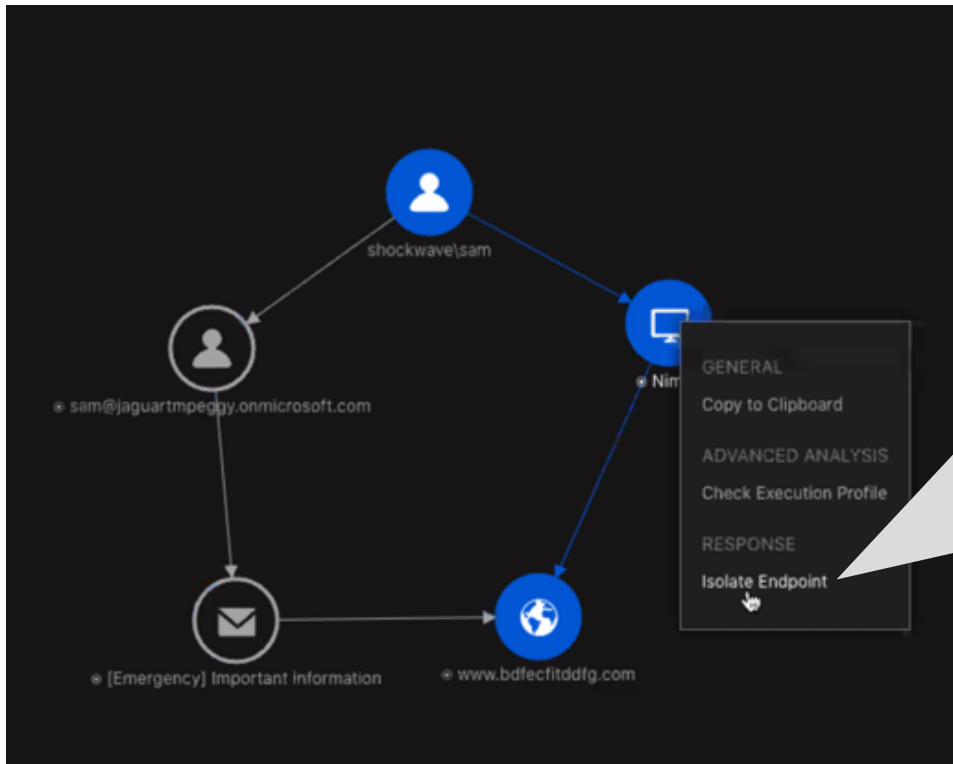 shockwave\sam
sam@jaguartmpeggy.onmicrosoft.com
Nim
GENERAL
Copy to Clipboard
ADVANCED ANALYSIS
Check Execution Profile
RESPONSE
Isolate Endpoint
[Emergency] Important information
www.bdfecfitddfg.com